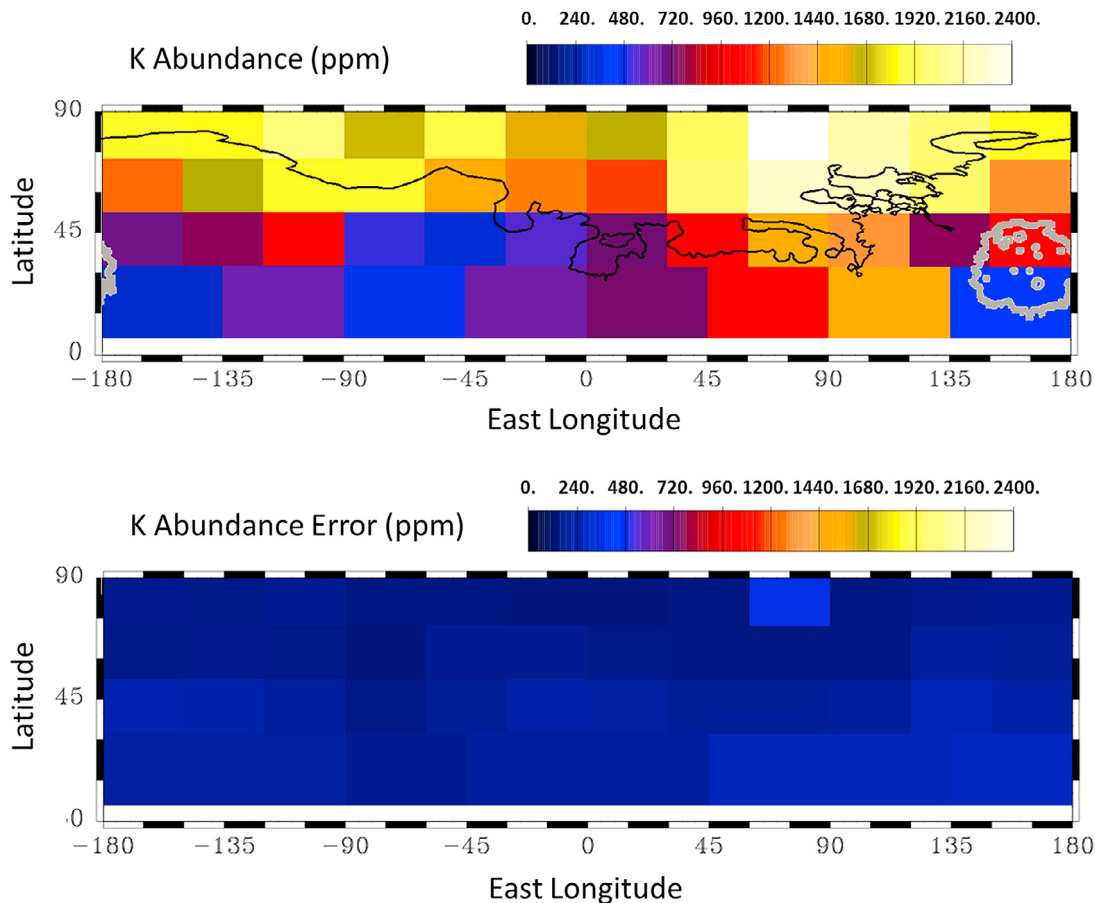 0. 240. 480. 720. 960. 1200. 1440. 1680. 1920. 2160. 2400.
K Abundance (ppm)
90
45
0
Latitude
−180 −135 −90 −45 0 45 90 135 180
East Longitude
0. 240. 480. 720. 960. 1200. 1440. 1680. 1920. 2160. 2400.
K Abundance Error (ppm)
90
45
0
Latitude
−180 −135 −90 −45 0 45 90 135 180
East Longitude